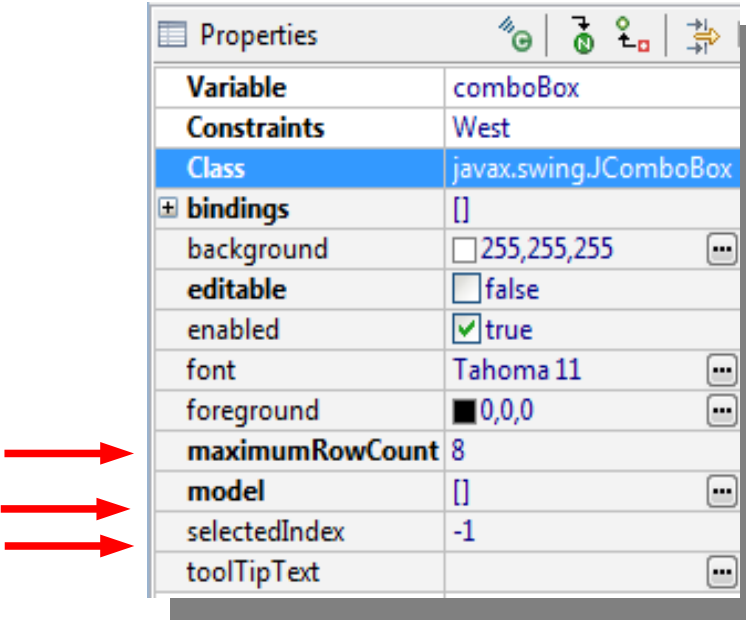 Properties
Variable comboBox
Constraints West
Class javax.swing.JComboBox
bindings []
background 255,255,255
editable false
enabled true
font Tahoma 11
foreground 0,0,0
maximumRowCount 8
model []
selectedIndex -1
toolTipText